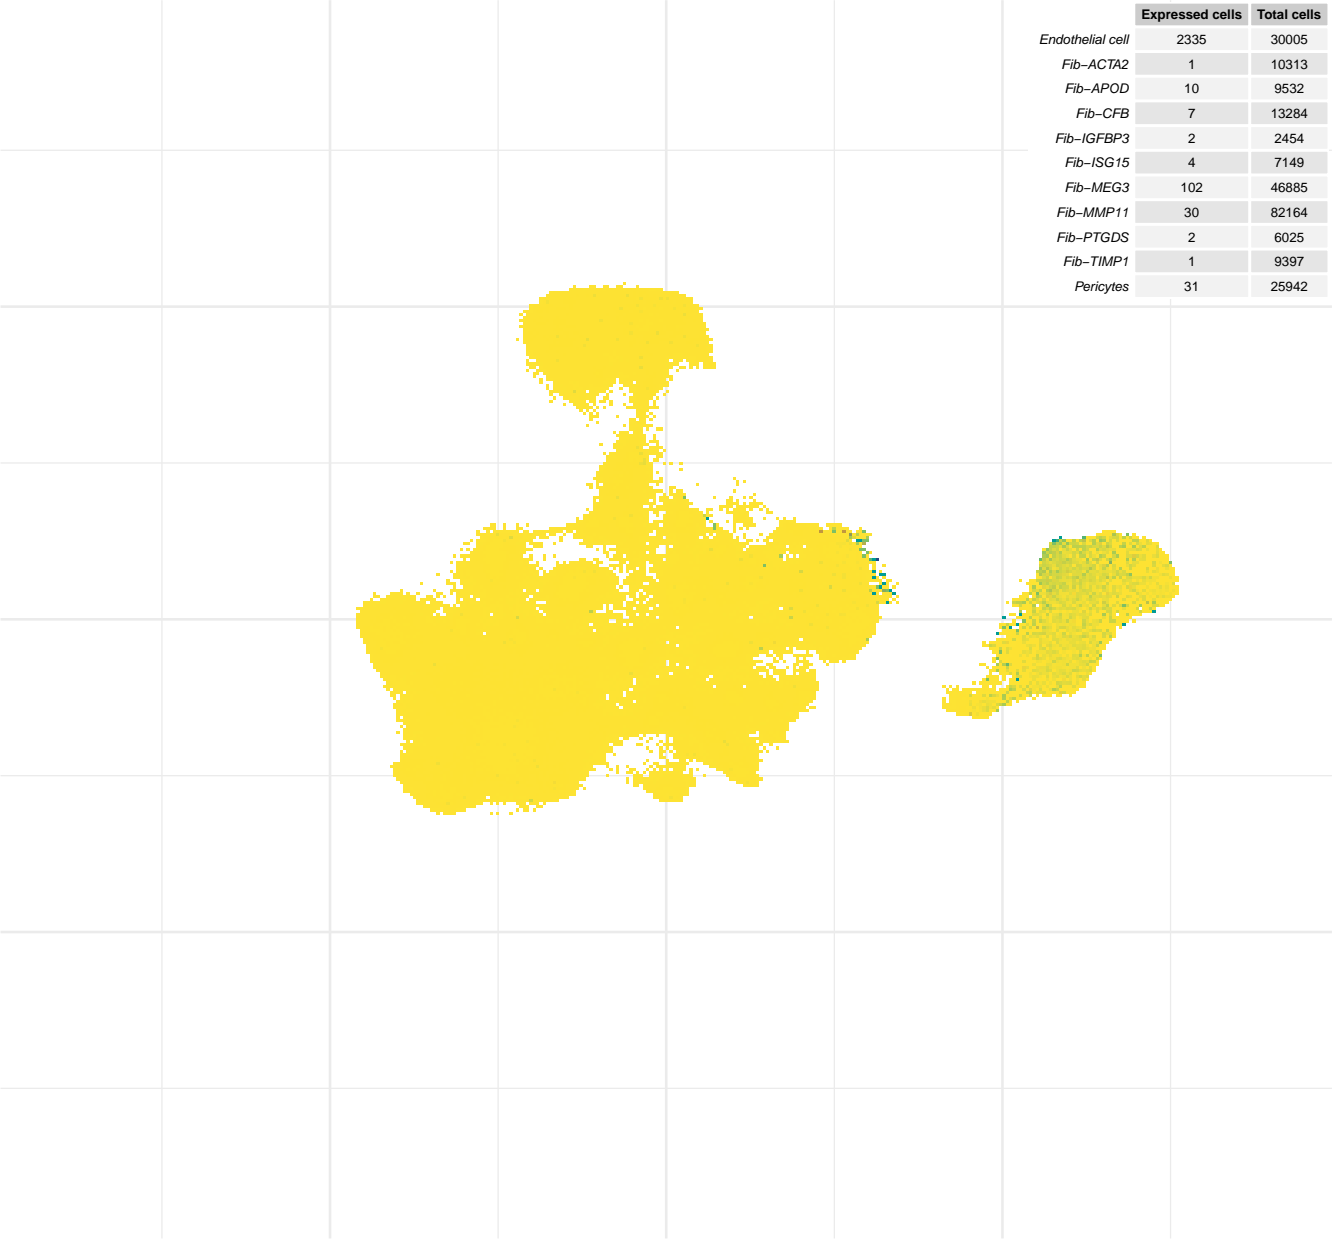 Expressed cells Total cells
Endothelial cell 2335 30005
Fib–ACTA2 1 10313
Fib–APOD 10 9532
Fib–CFB 7 13284
Fib–IGFBP3 2 2454
Fib–ISG15 4 7149
Fib–MEG3 102 46885
Fib–MMP11 30 82164
Fib–PTGDS 2 6025
Fib–TIMP1 1 9397
Pericytes 31 25942